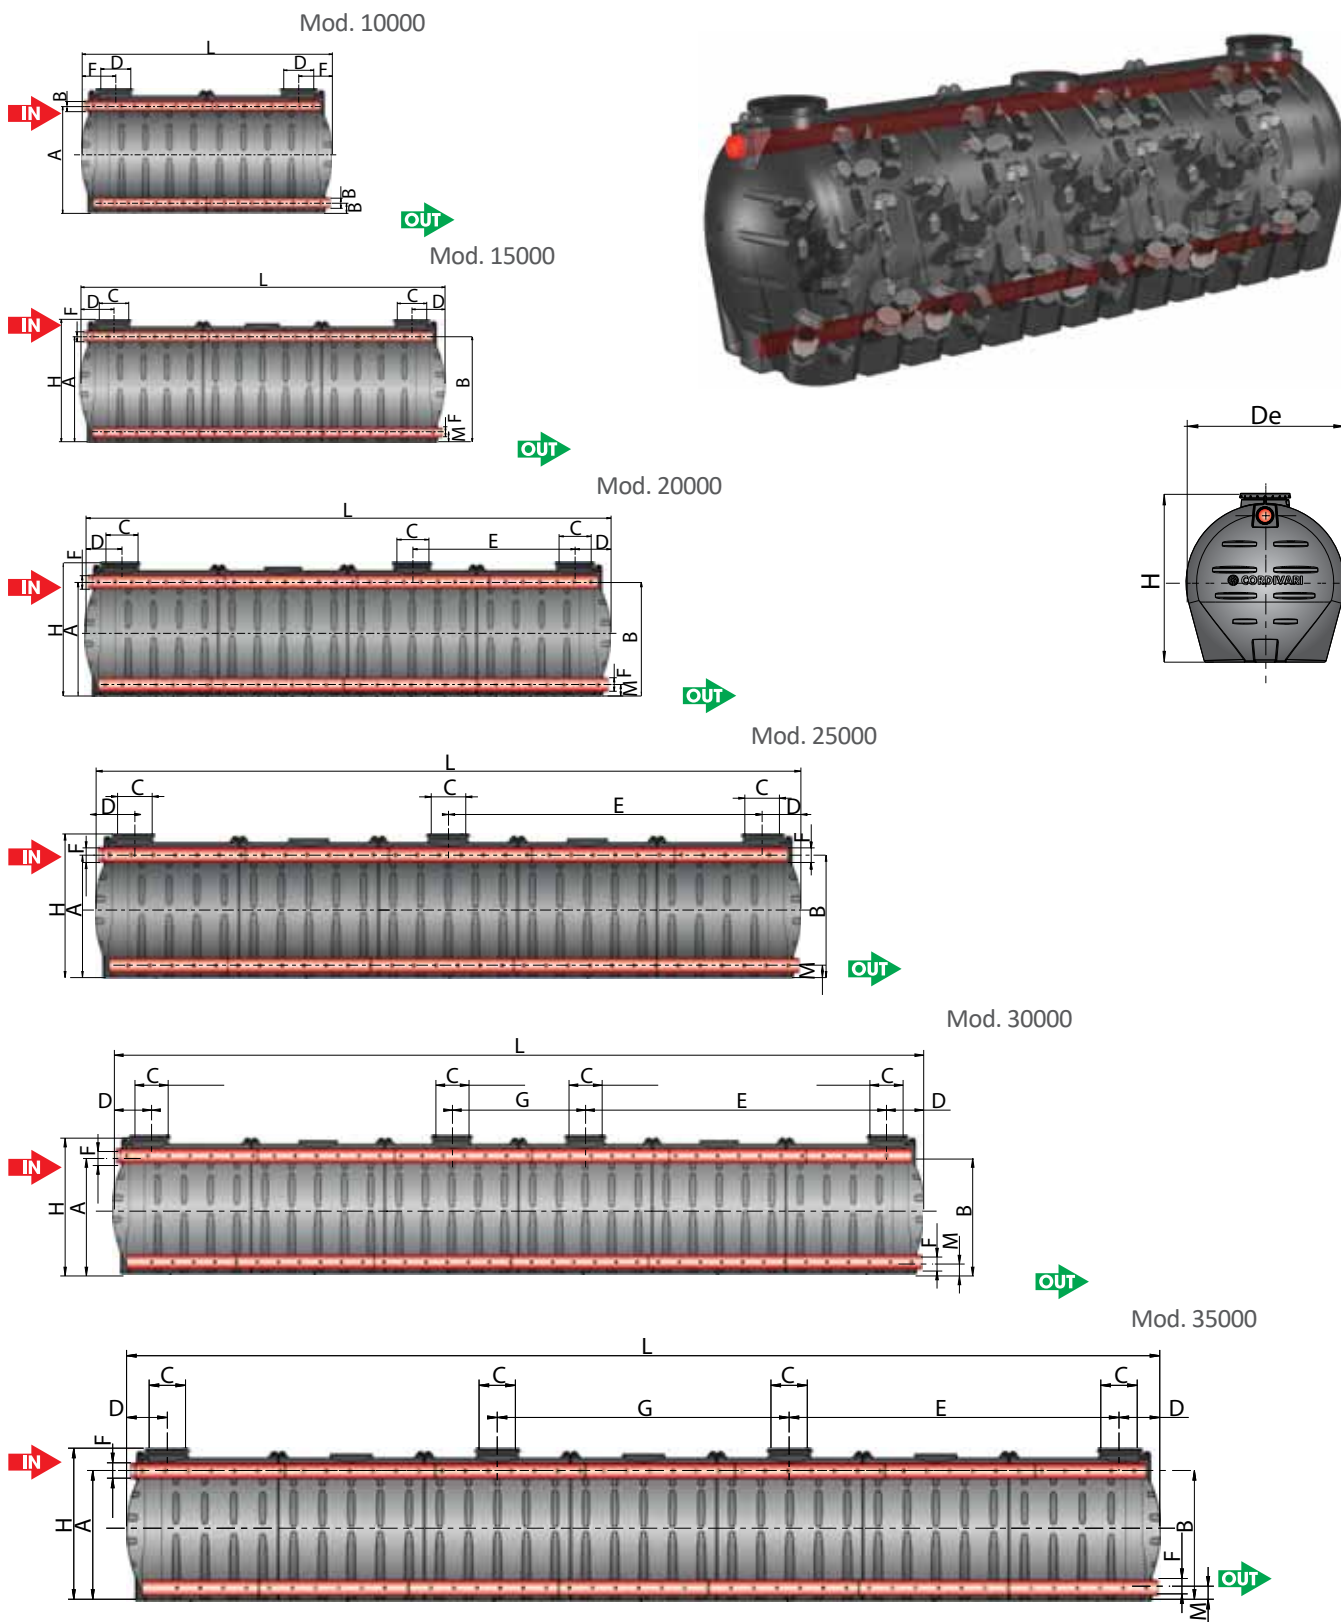 Mod. 10000
L
F D D F
B
IN
A
B
B
OUT
Mod. 15000
L
F D C C D
IN
H A B
F
M
OUT
De
Mod. 20000
L
F D C C E C D
IN
H A B
F
M
OUT
H
CORDIVARI
Mod. 25000
L
C C C
D E D
F F
IN
H A B
M
OUT
Mod. 30000
L
C C C C
D G E D
F
IN
H A B
F M
OUT
Mod. 35000
L
C C C C
D G E D
F
IN
H A B
F
OUT
M